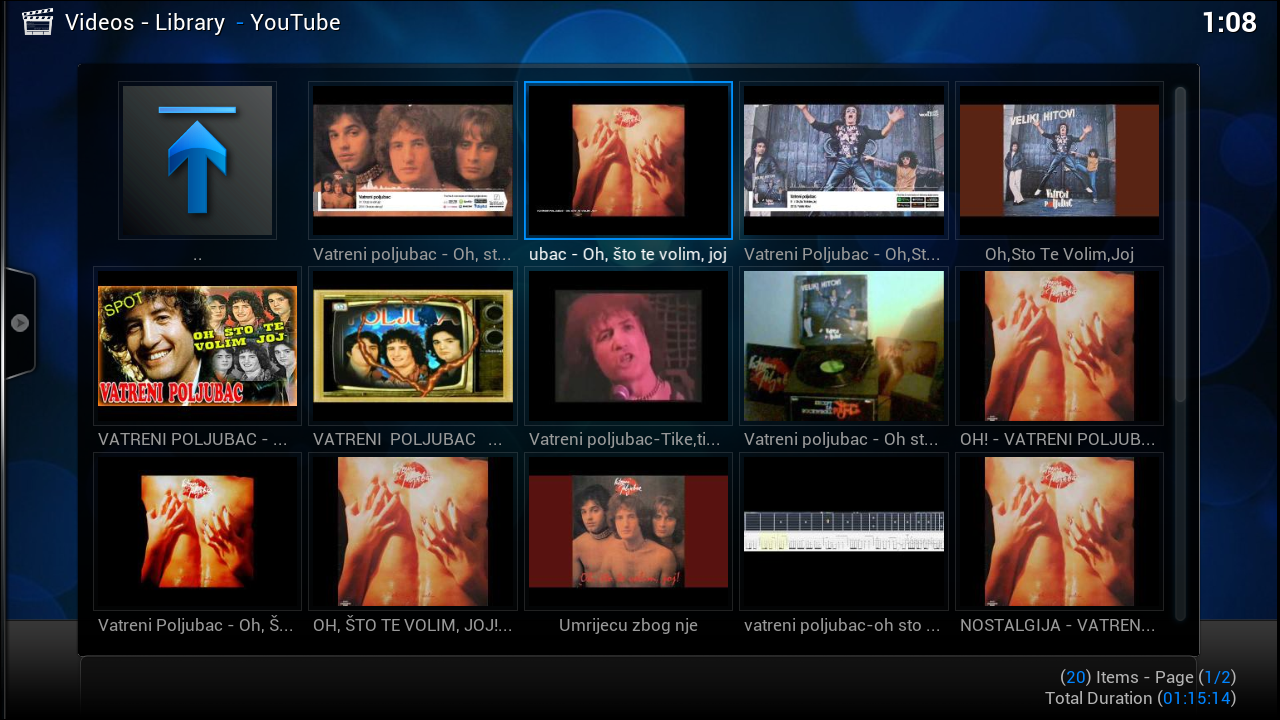 Videos - Library - YouTube
1:08
Vatreni poljubac
..
Vatreni poljubac - Oh, st...
ubac - Oh, što te volim, joj
Vatreni poljubac
Vatreni Poljubac - Oh,St...
VELIKI HITOVI
Oh,Sto Te Volim,Joj
SPOT
OH STO TE
VOLIM JOJ
VATRENI POLJUBAC
VATRENI POLJUBAC - ...
VATRENI POLJUBAC ...
Vatreni poljubac-Tike,ti...
VELIKI HITOVI
Vatreni poljubac - Oh st...
OH! - VATRENI POLJUB...
Vatreni Poljubac - Oh, Š...
OH, ŠTO TE VOLIM, JOJ!...
Umrijecu zbog nje
vatreni poljubac-oh sto ...
NOSTALGIJA - VATREN...
(20) Items - Page (1/2)
Total Duration (01:15:14)